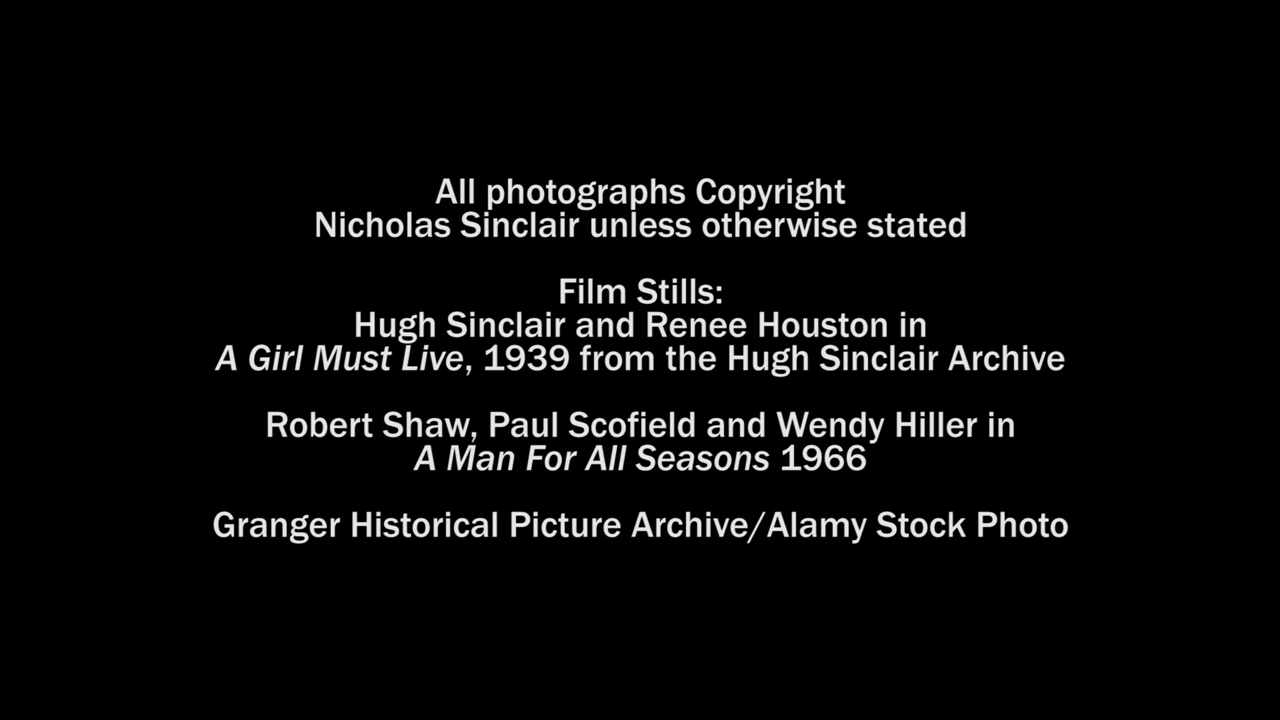 All photographs Copyright
Nicholas Sinclair unless otherwise stated
Film Stills:
Hugh Sinclair and Renee Houston in
A Girl Must Live, 1939 from the Hugh Sinclair Archive
Robert Shaw, Paul Scofield and Wendy Hiller in
A Man For All Seasons 1966
Granger Historical Picture Archive/Alamy Stock Photo